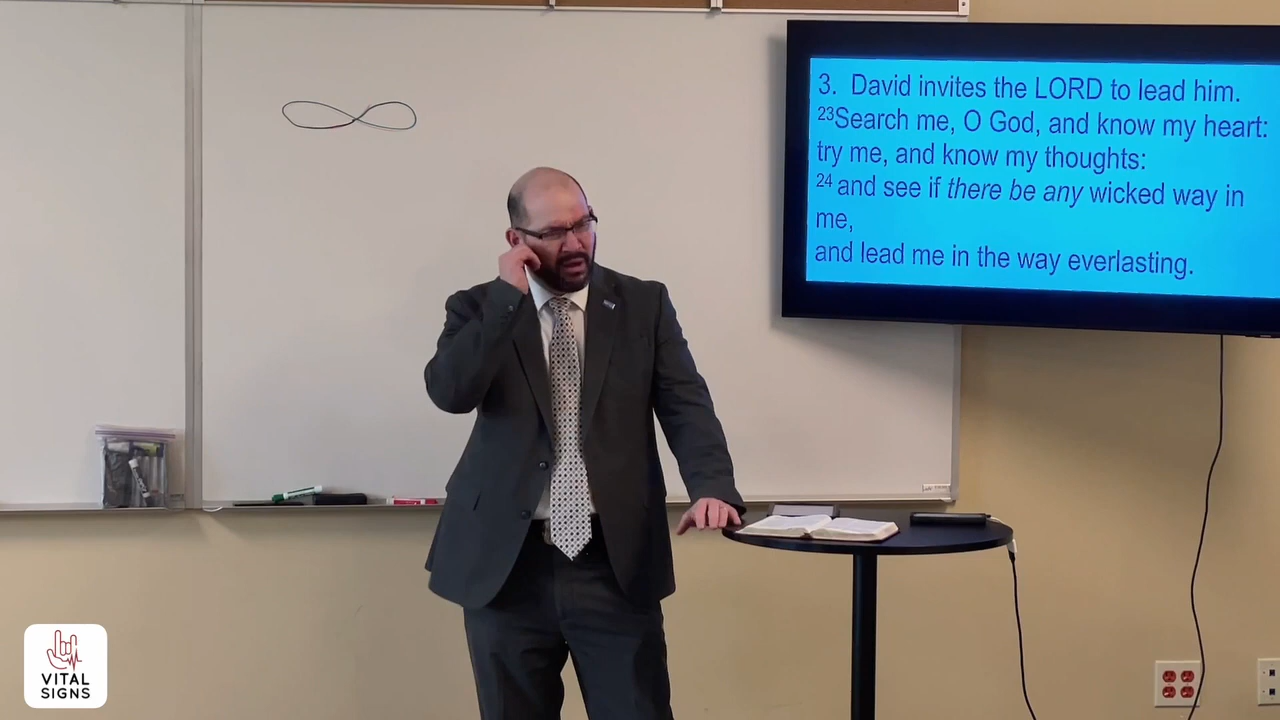 3. David invites the LORD to lead him.
23Search me, O God, and know my heart:
try me, and know my thoughts:
24 and see if there be any wicked way in
me,
and lead me in the way everlasting.
VITAL
SIGNS